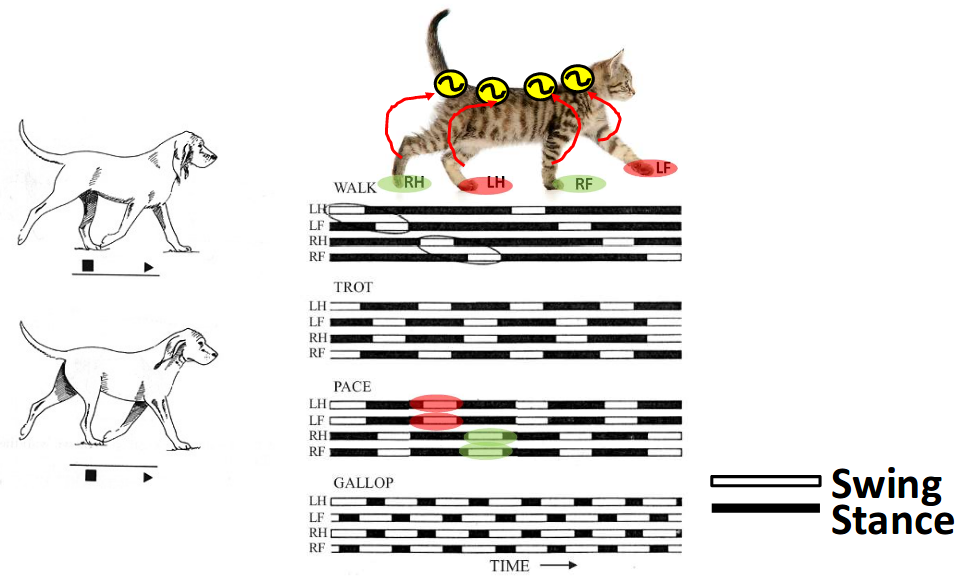 RH
LH
RF
LF
WALK
LH
LF
RH
RF
TROT
LH
LF
RH
RF
PACE
LH
LF
RH
RF
GALLOP
LH
LF
RH
RF
TIME
Swing
Stance